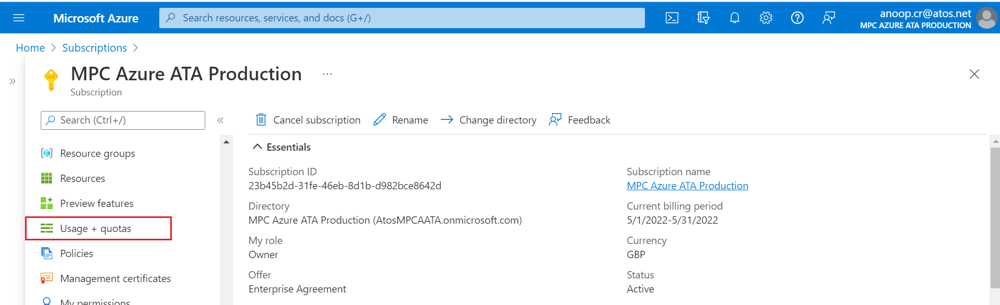 Microsoft Azure
Search resources, services, and docs (G+/)
anoop.cr@atos.net
MPC AZURE ATA PRODUCTION
Home > Subscriptions >
MPC Azure ATA Production ...
Subscription
Search (Ctrl+/)
Cancel subscription Rename Change directory Feedback
Resource groups
Resources
Preview features
Usage + quotas
Policies
Management certificates
My permissions
Essentials
Subscription ID
23b45b2d-31fe-46eb-8d1b-d982bce8642d
Directory
MPC Azure ATA Production (AtosMPCAATA.onmicrosoft.com)
My role
Owner
Offer
Enterprise Agreement
Subscription name
MPC Azure ATA Production
Current billing period
5/1/2022-5/31/2022
Currency
GBP
Status
Active